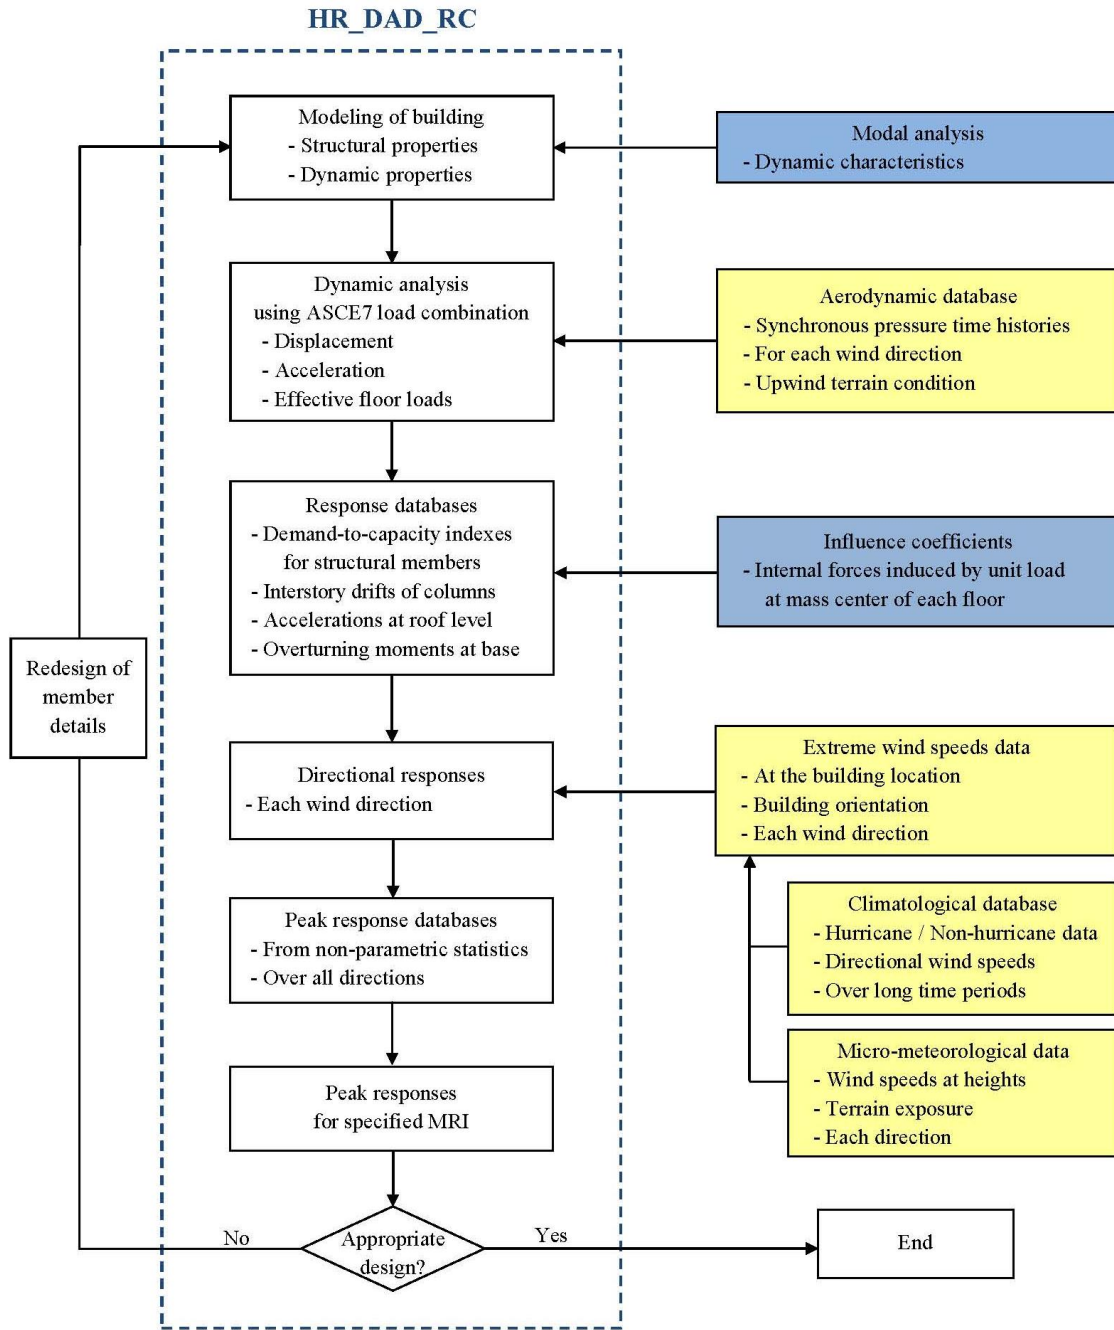 HR_DAD_RC
Modeling of building
- Structural properties
- Dynamic properties
Modal analysis
- Dynamic characteristics
Dynamic analysis
using ASCE7 load combination
- Displacement
- Acceleration
- Effective floor loads
Aerodynamic database
- Synchronous pressure time histories
- For each wind direction
- Upwind terrain condition
Response databases
- Demand-to-capacity indexes
for structural members
- Interstory drifts of columns
- Accelerations at roof level
- Overturning moments at base
Influence coefficients
- Internal forces induced by unit load
at mass center of each floor
Redesign of
member
details
Directional responses
- Each wind direction
Extreme wind speeds data
- At the building location
- Building orientation
- Each wind direction
Peak response databases
- From non-parametric statistics
- Over all directions
Climatological database
- Hurricane / Non-hurricane data
- Directional wind speeds
- Over long time periods
Micro-meteorological data
- Wind speeds at heights
- Terrain exposure
- Each direction
Peak responses
for specified MRI
No
Appropriate
design?
Yes
End